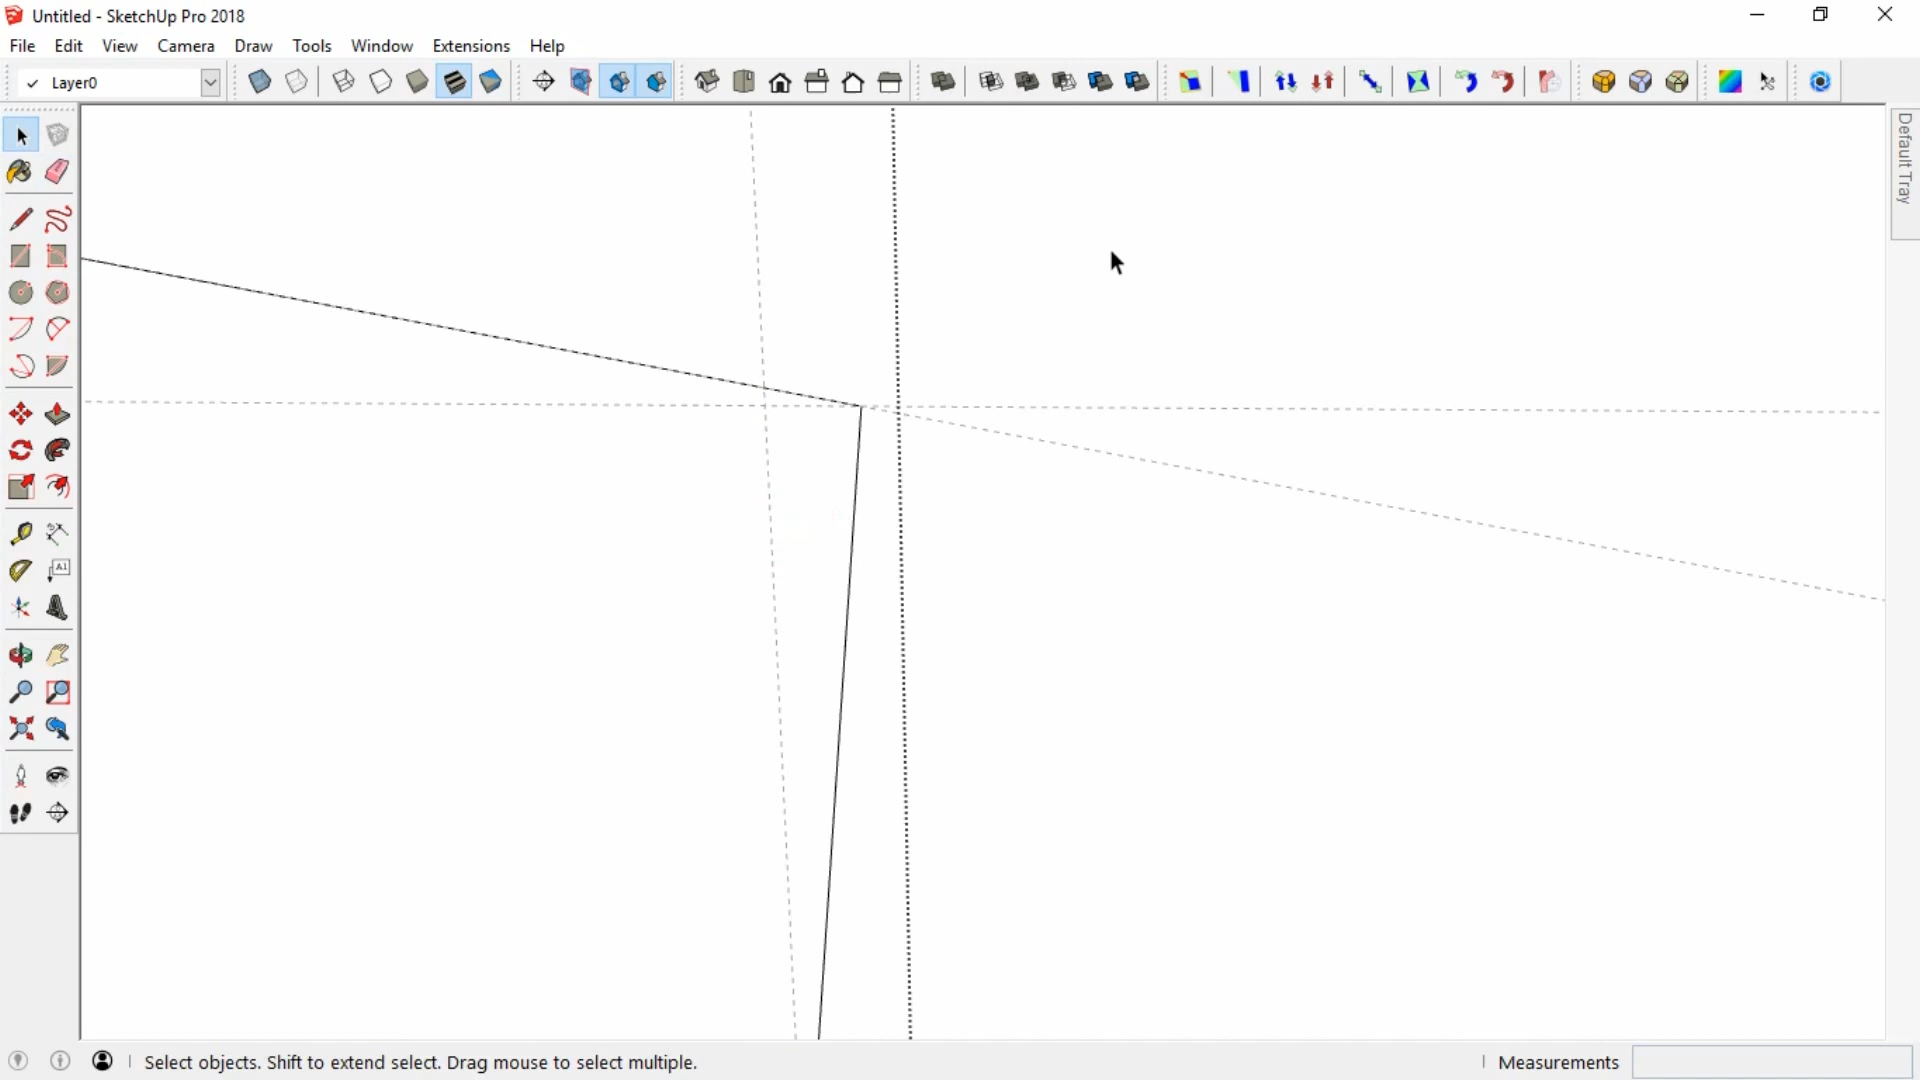 Untitled - SketchUp Pro 2018
File Edit View Camera Draw Tools Window Extensions Help
Layer0
Default Tray
A1
Select objects. Shift to extend select. Drag mouse to select multiple.
Measurements